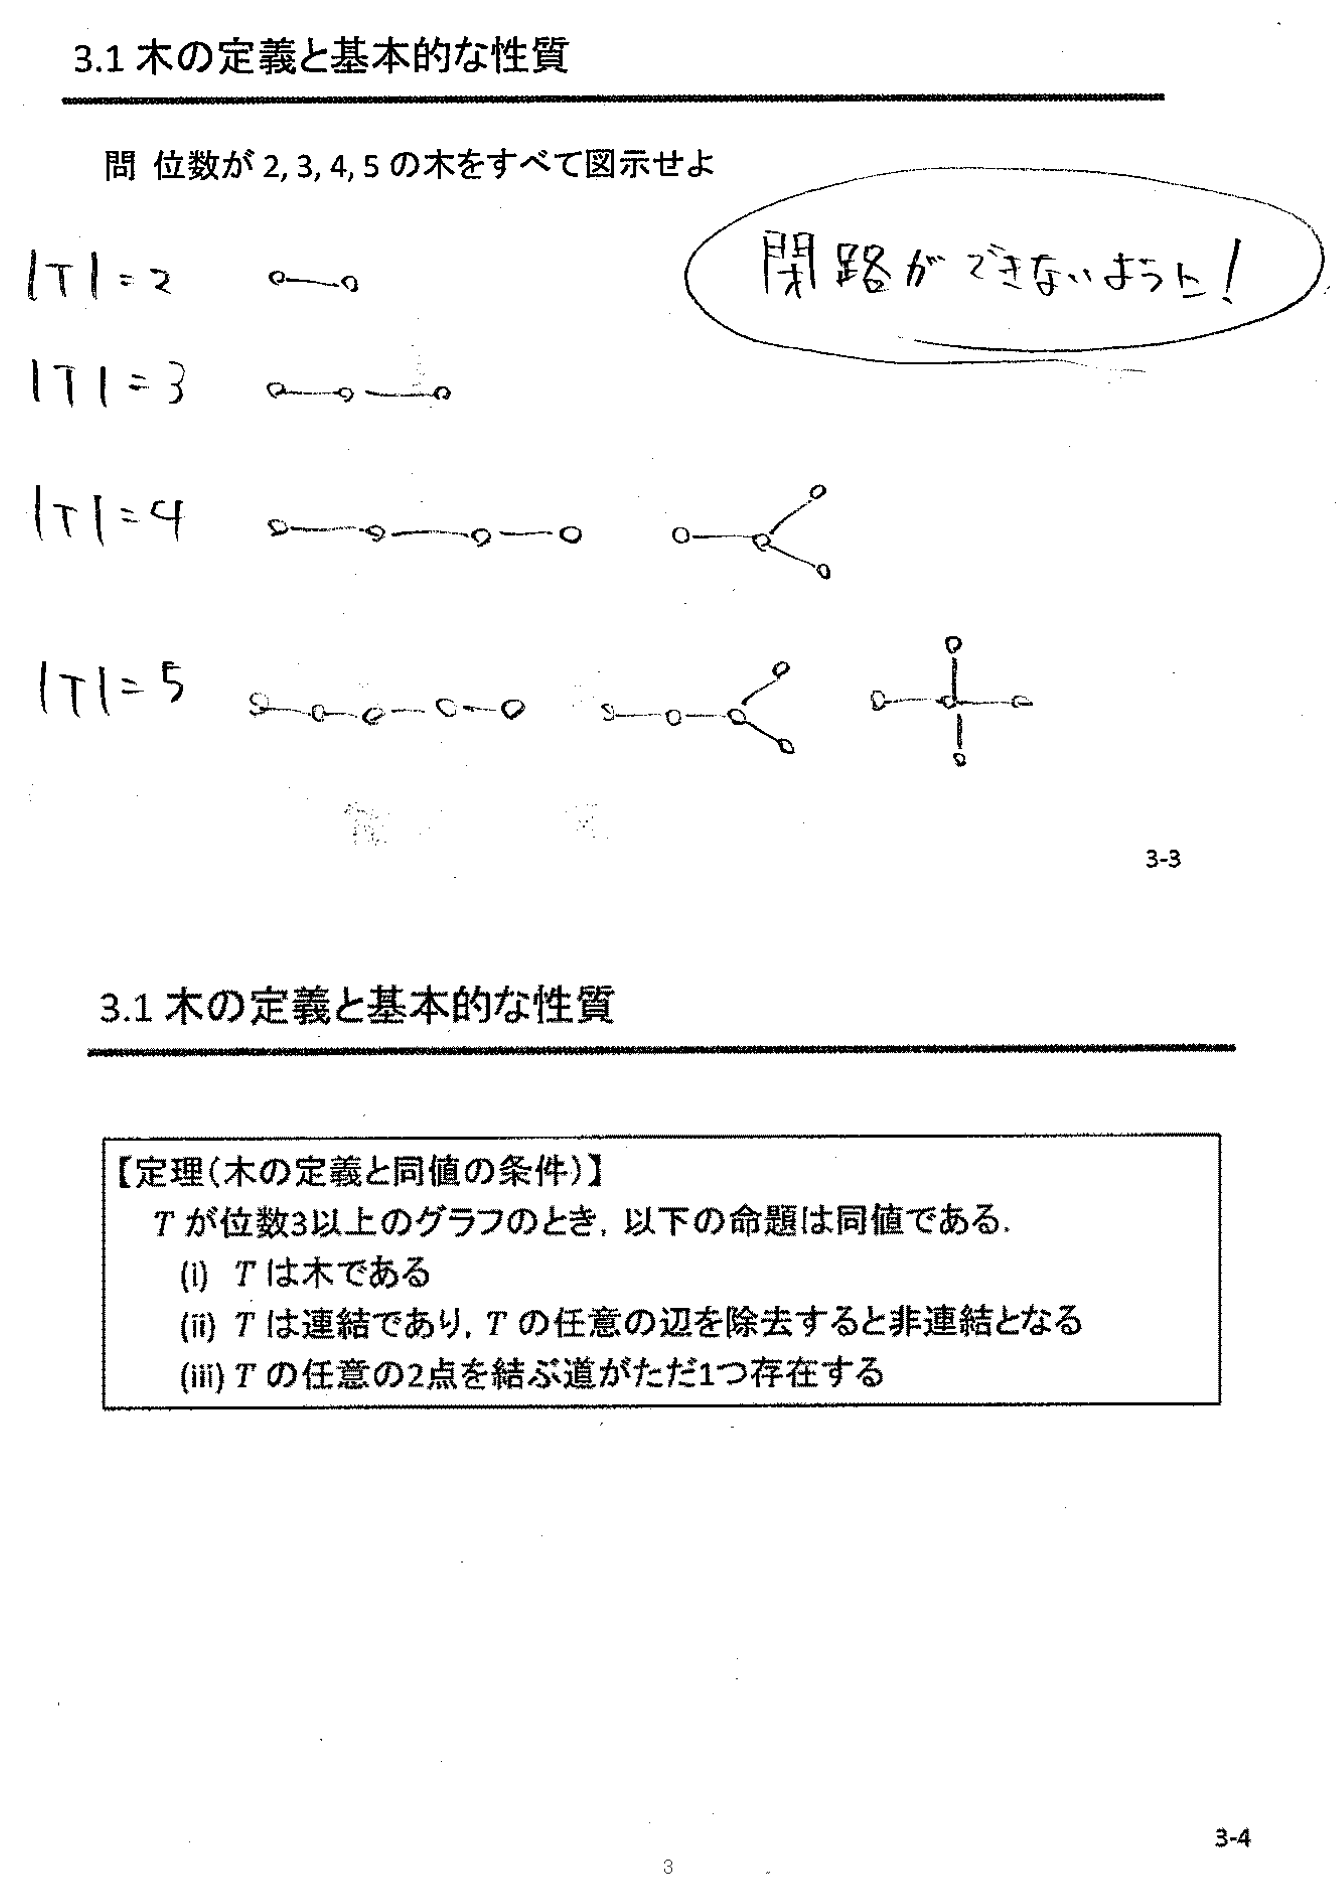 3.1 木の定義と基本的な性質
問 位数が 2, 3, 4, 5 の木をすべて図示せよ
閉路ができないように!
|T| = 2
|T| = 3
|T| = 4
|T| = 5
3-3
3.1 木の定義と基本的な性質
【定理(木の定義と同値の条件)】
T が位数3以上のグラフのとき, 以下の命題は同値である.
(i) T は木である
(ii) T は連結であり, T の任意の辺を除去すると非連結となる
(iii) T の任意の2点を結ぶ道がただ1つ存在する
3-4
3